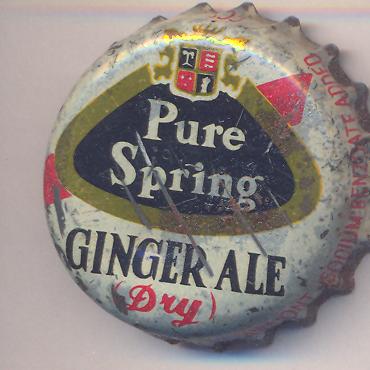 Pure
Spring
GINGER ALE
(Dry)
SODIUM BENZOATE ADDED